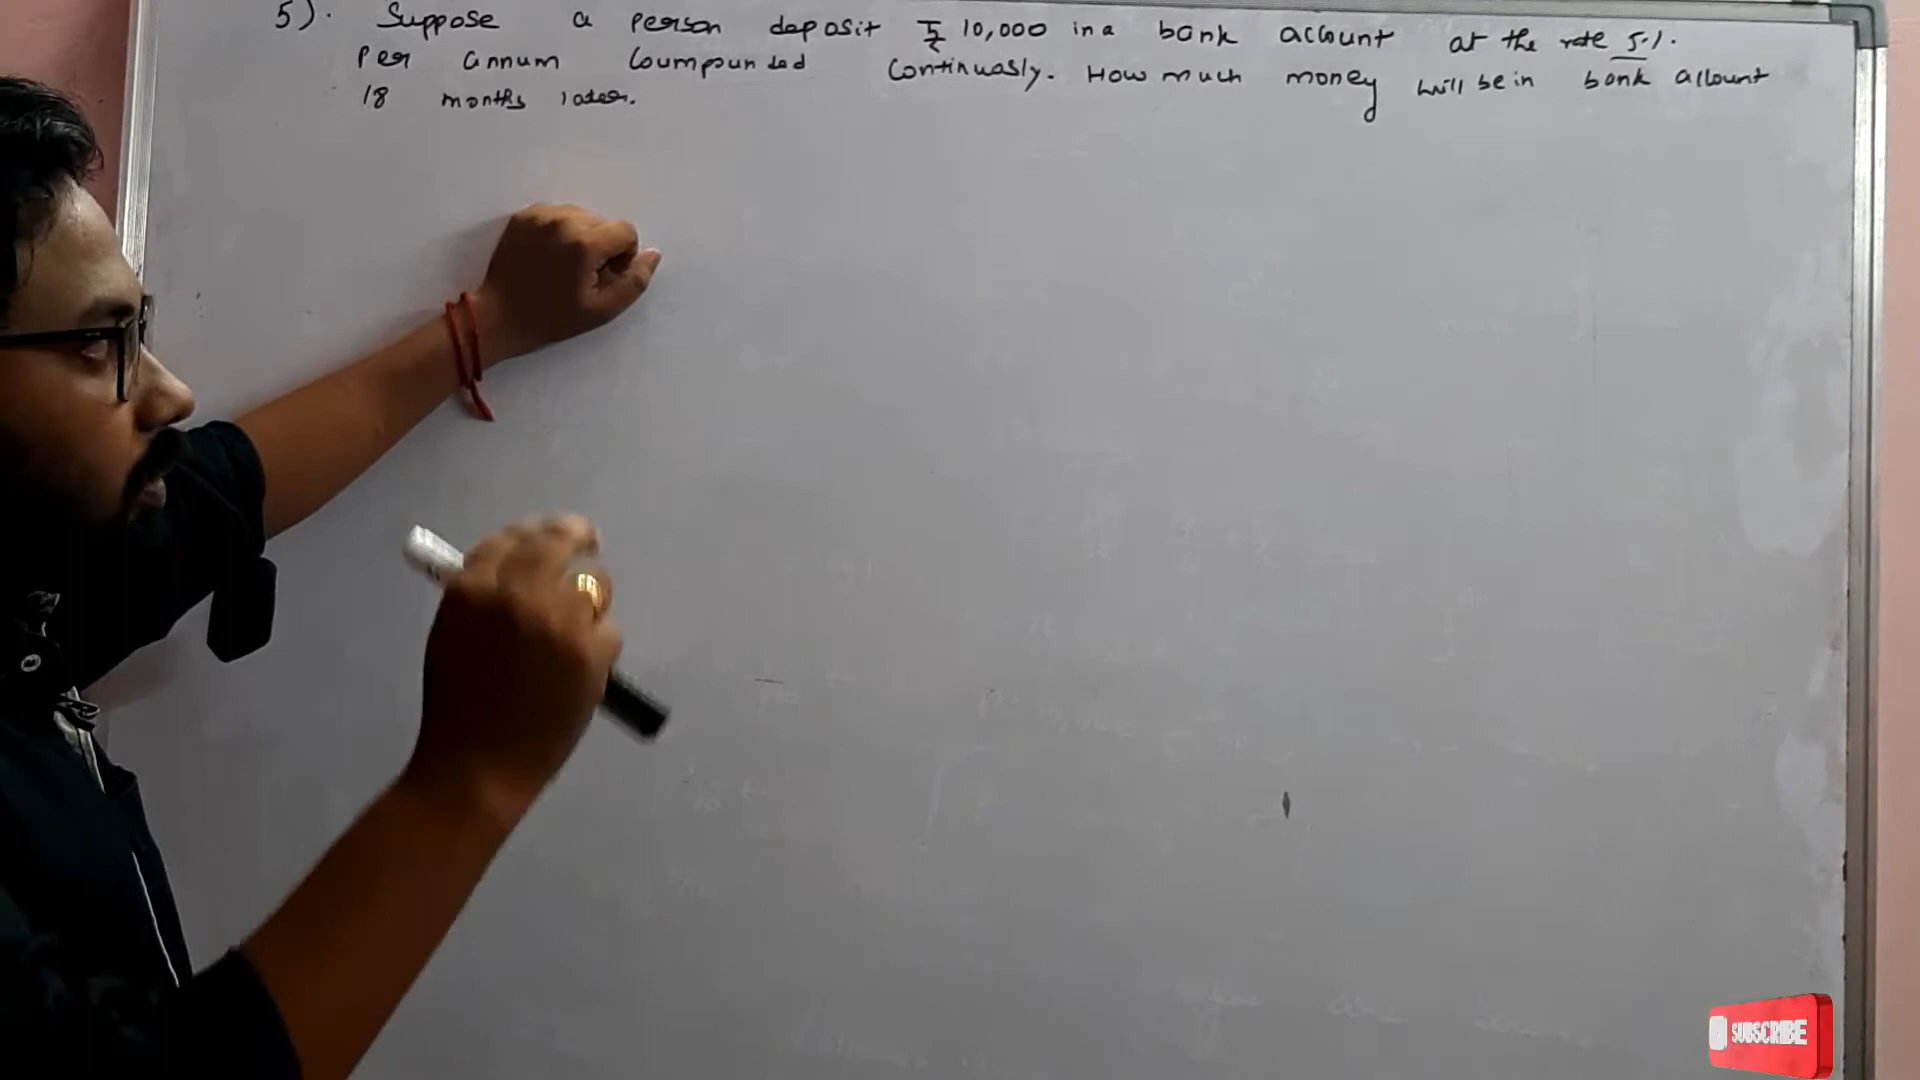 5). Suppose a person deposit ₹ 10,000 in a bank account at the rate 5%.
Per annum Coumpounded Continuasly. How much money will be in bank account
18 months later.
SUBSCRIBE